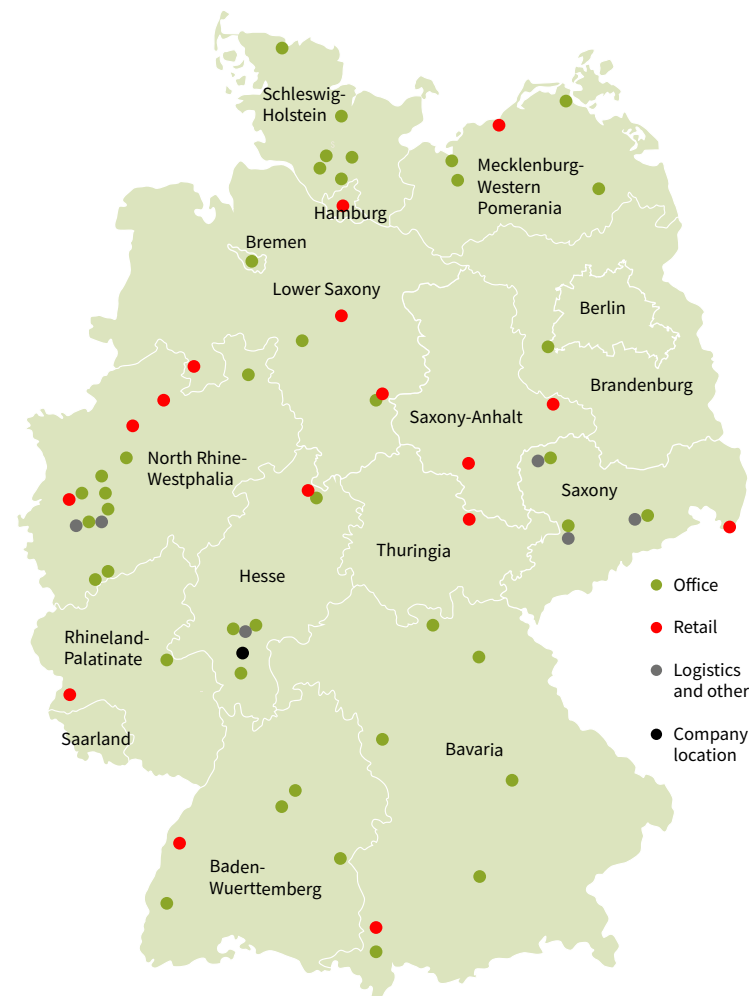 Schleswig-
Holstein
Mecklenburg-
Western
Pomerania
Hamburg
Bremen
Lower Saxony
Berlin
Brandenburg
Saxony-Anhalt
North Rhine-
Westphalia
Saxony
Thuringia
Hesse
Office
Retail
Rhineland-
Palatinate
Logistics
and other
Saarland
Company
location
Bavaria
Baden-
Wuerttemberg